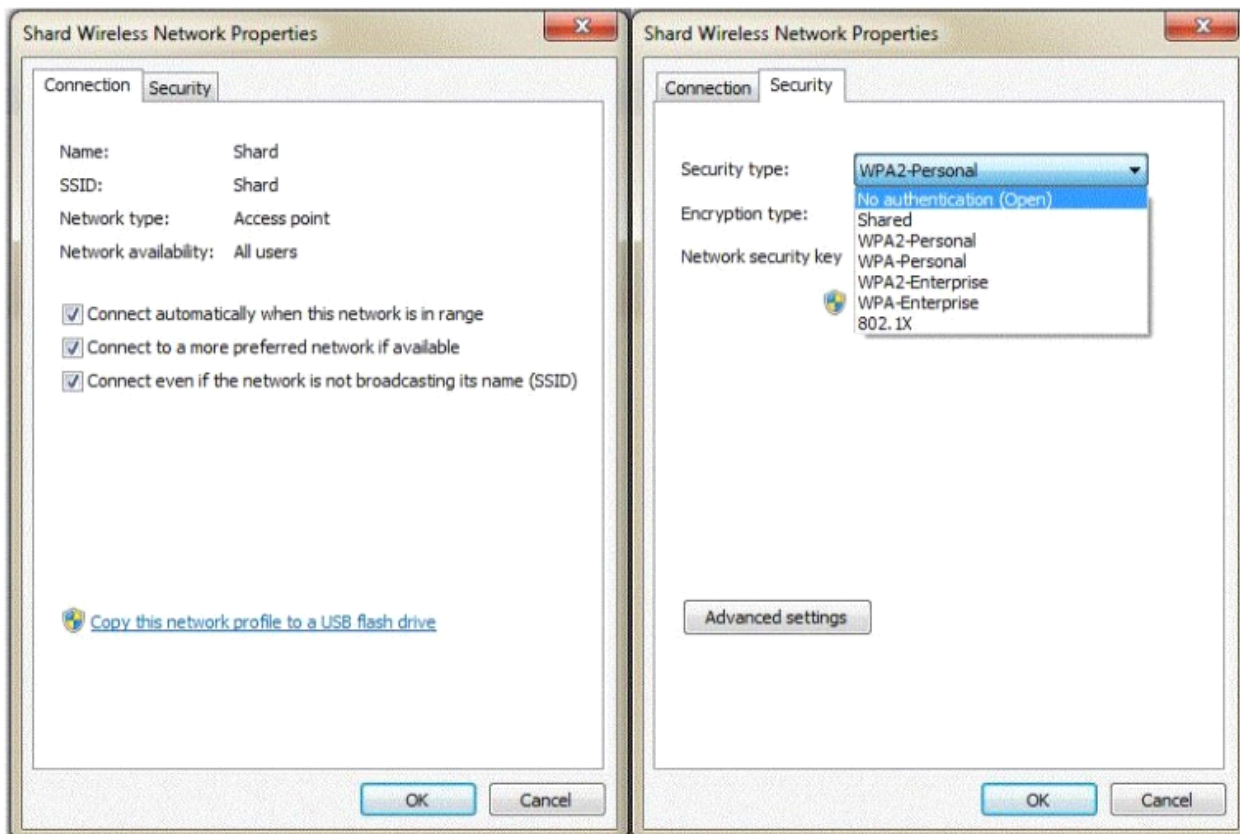 Shard Wireless Network Properties
Connection
Security
Name: Shard
SSID: Shard
Network type: Access point
Network availability: All users
Connect automatically when this network is in range
Connect to a more preferred network if available
Connect even if the network is not broadcasting its name (SSID)
Copy this network profile to a USB flash drive
OK
Cancel
Shard Wireless Network Properties
Connection
Security
Security type: WPA2-Personal
No authentication (Open)
Encryption type:
Shared
WPA2-Personal
Network security key
WPA-Personal
WPA2-Enterprise
WPA-Enterprise
802.1X
Advanced settings
OK
Cancel